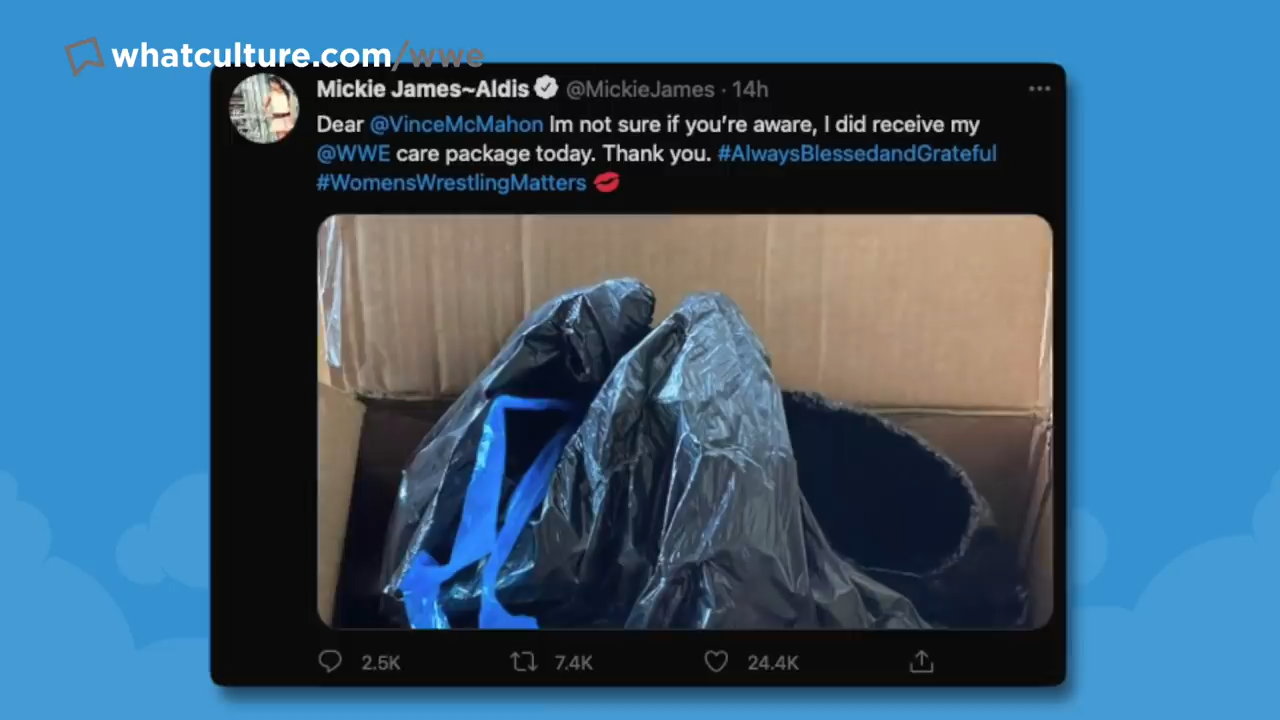 whatculture.com/wwe
Mickie James~Aldis @MickieJames · 14h
Dear @VinceMcMahon Im not sure if you’re aware, I did receive my
@WWE care package today. Thank you. #AlwaysBlessedandGrateful
#WomensWrestlingMatters 💋
2.5K 7.4K 24.4K